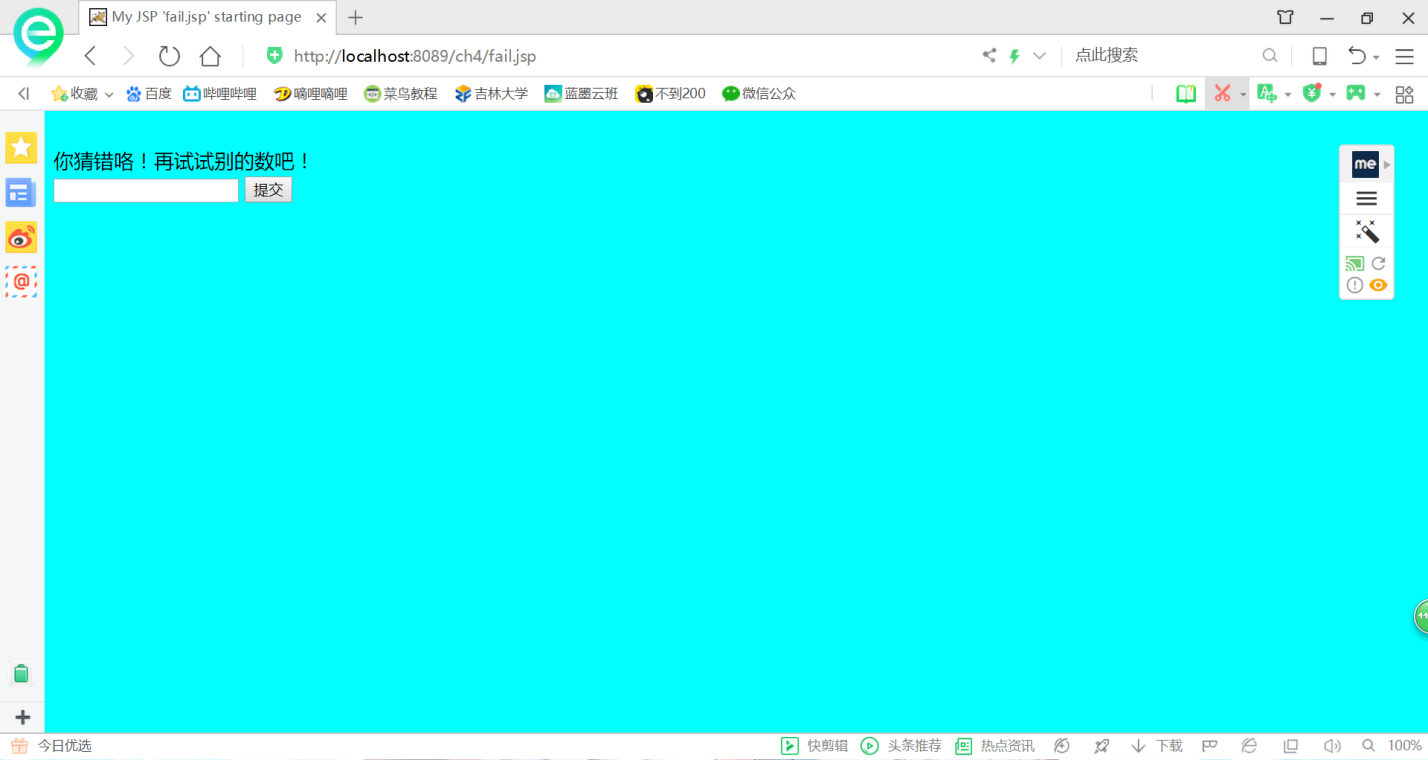 My JSP 'fail.jsp' starting page
http://localhost:8089/ch4/fail.jsp
点此搜索
收藏 百度 哔哩哔哩 嘀哩嘀哩 菜鸟教程 吉林大学 蓝墨云班 不到200 微信公众
你猜错咯！再试试别的数吧！
提交
me
今日优选
快剪辑 头条推荐 热点资讯 下载 100%